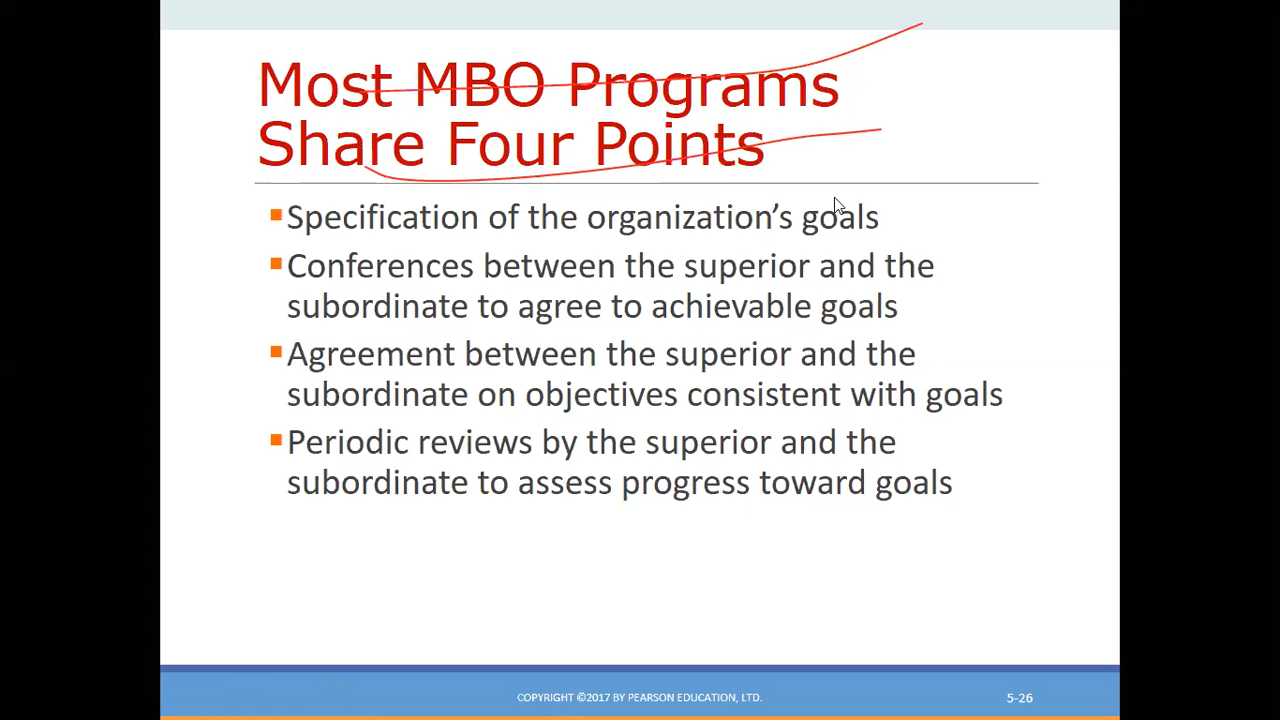 Most MBO Programs
Share Four Points
▪Specification of the organization’s goals
▪Conferences between the superior and the
subordinate to agree to achievable goals
▪Agreement between the superior and the
subordinate on objectives consistent with goals
▪Periodic reviews by the superior and the
subordinate to assess progress toward goals
COPYRIGHT ©2017 BY PEARSON EDUCATION, LTD.
5-26